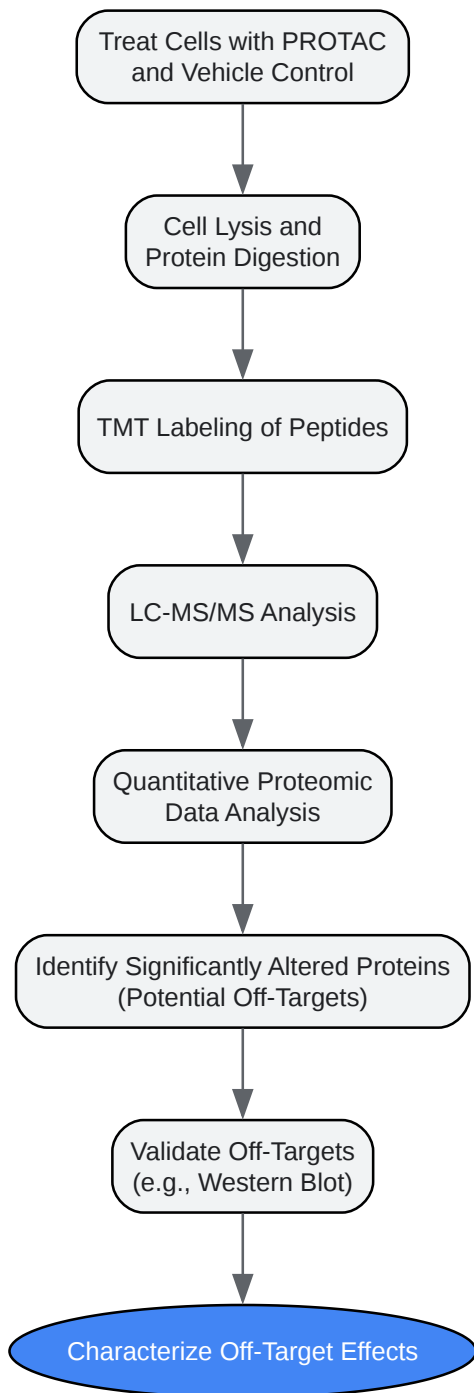 Treat Cells with PROTAC
and Vehicle Control
Cell Lysis and
Protein Digestion
TMT Labeling of Peptides
LC-MS/MS Analysis
Quantitative Proteomic
Data Analysis
Identify Significantly Altered Proteins
(Potential Off-Targets)
Validate Off-Targets
(e.g., Western Blot)
Characterize Off-Target Effects